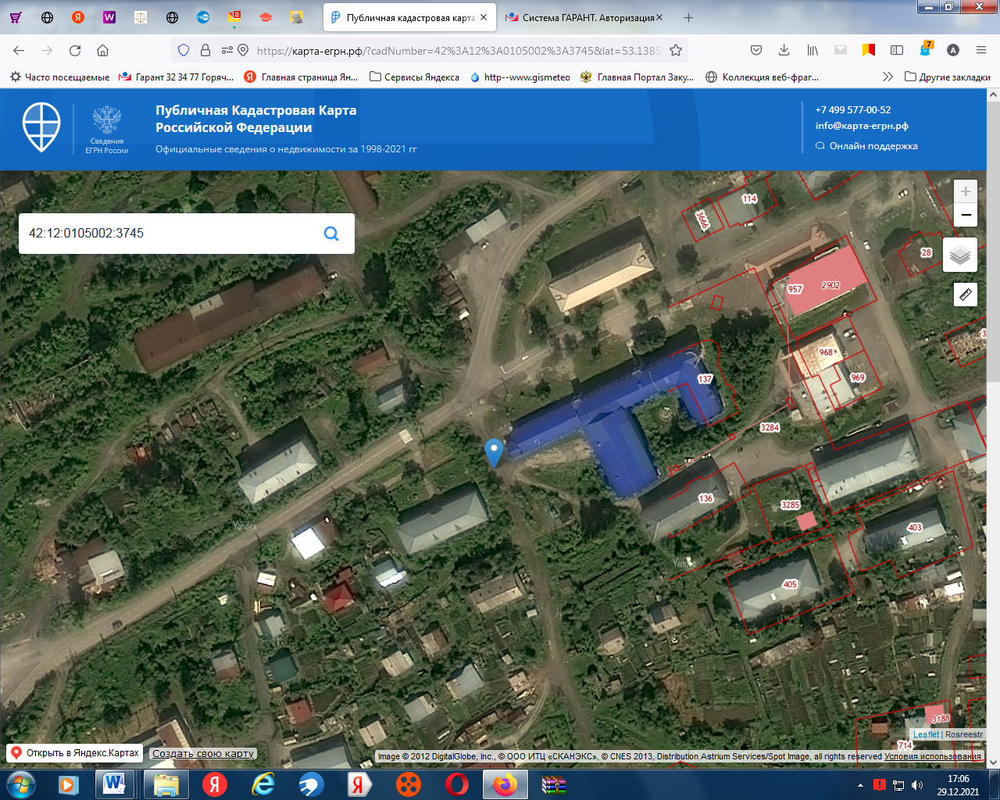 Публичная кадастровая карта
Система ГАРАНТ. Авторизация
https://карта-егрн.рф/?cadNumber=42%3A12%3A0105002%3A3745&lat=53.1385
7
Часто посещаемые
Гарант 32 34 77 Горяч...
Главная страница Ян...
Сервисы Яндекса
http--www.gismeteo
Главная Портал Заку...
Коллекция веб-фраг...
Другие закладки
Сведения
ЕГРН России
Публичная Кадастровая Карта
Российской Федерации
Официальные сведения о недвижимости за 1998-2021 гг
+7 499 577-00-52
info@карта-егрн.рф
Онлайн поддержка
42:12:0105002:3745
114
3666
28
957
2902
968
969
137
3284
136
3285
403
405
3188
714
Yandex
Yandex
Leaflet | Rosreestr
Открыть в Яндекс.Картах
Создать свою карту
Image © 2012 DigitalGlobe, Inc., © ООО ИТЦ «СКАНЭКС», © CNES 2013, Distribution Astrium Services/Spot Image, all rights reserved Условия использования
17:06
29.12.2021